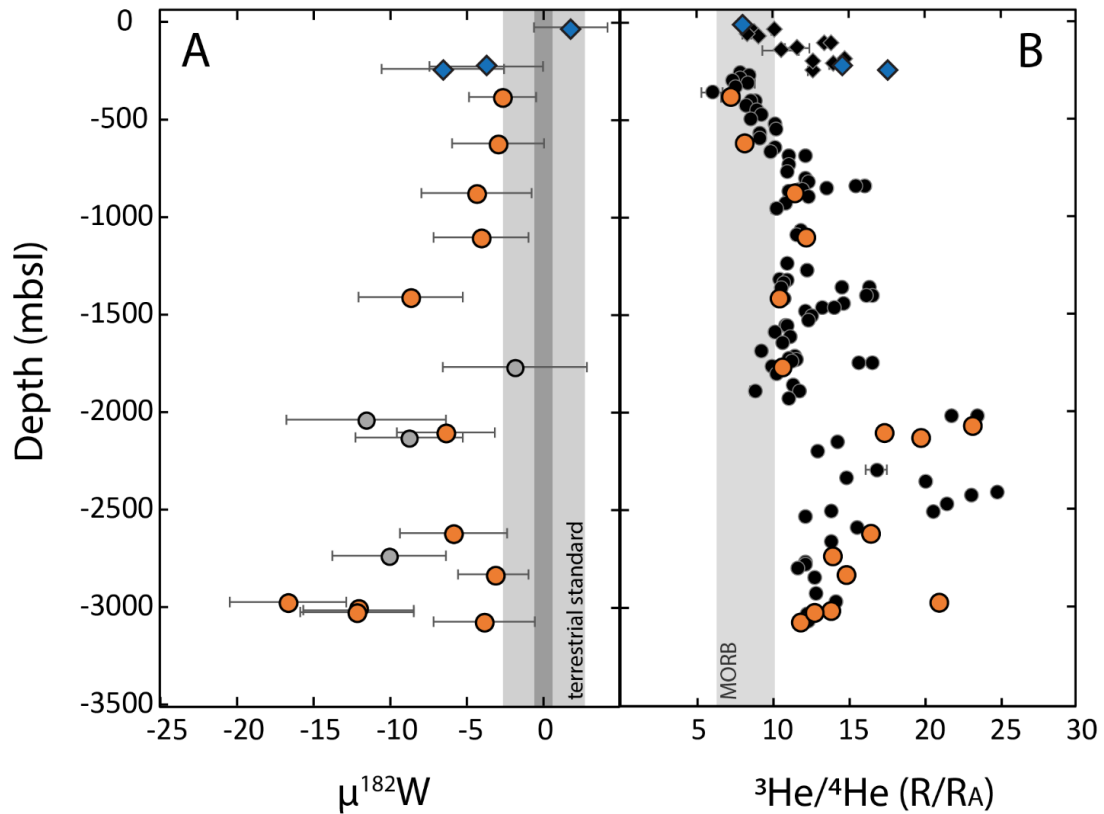 A
B
0
-500
-1000
-1500
-2000
-2500
-3000
-3500
Depth (mbsl)
terrestrial standard
MORB
-25 -20 -15 -10 -5 0
5 10 15 20 25 30
μ¹⁸²W
³He/⁴He (R/RA)